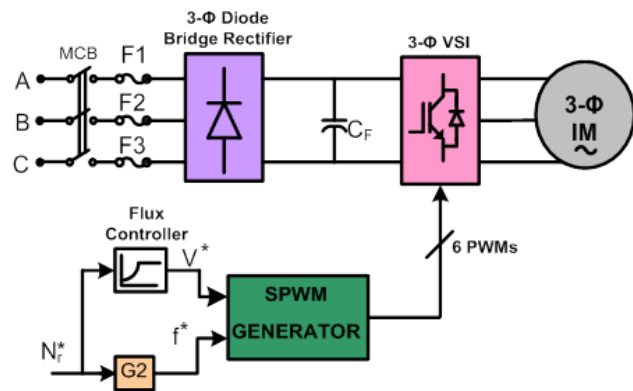 3-Φ Diode
Bridge Rectifier
3-Φ VSI
MCB
F1
A
F2
B
F3
C
C_F
3-Φ
IM
~
Flux
Controller
V*
6 PWMs
SPWM
GENERATOR
f*
N_r*
G2